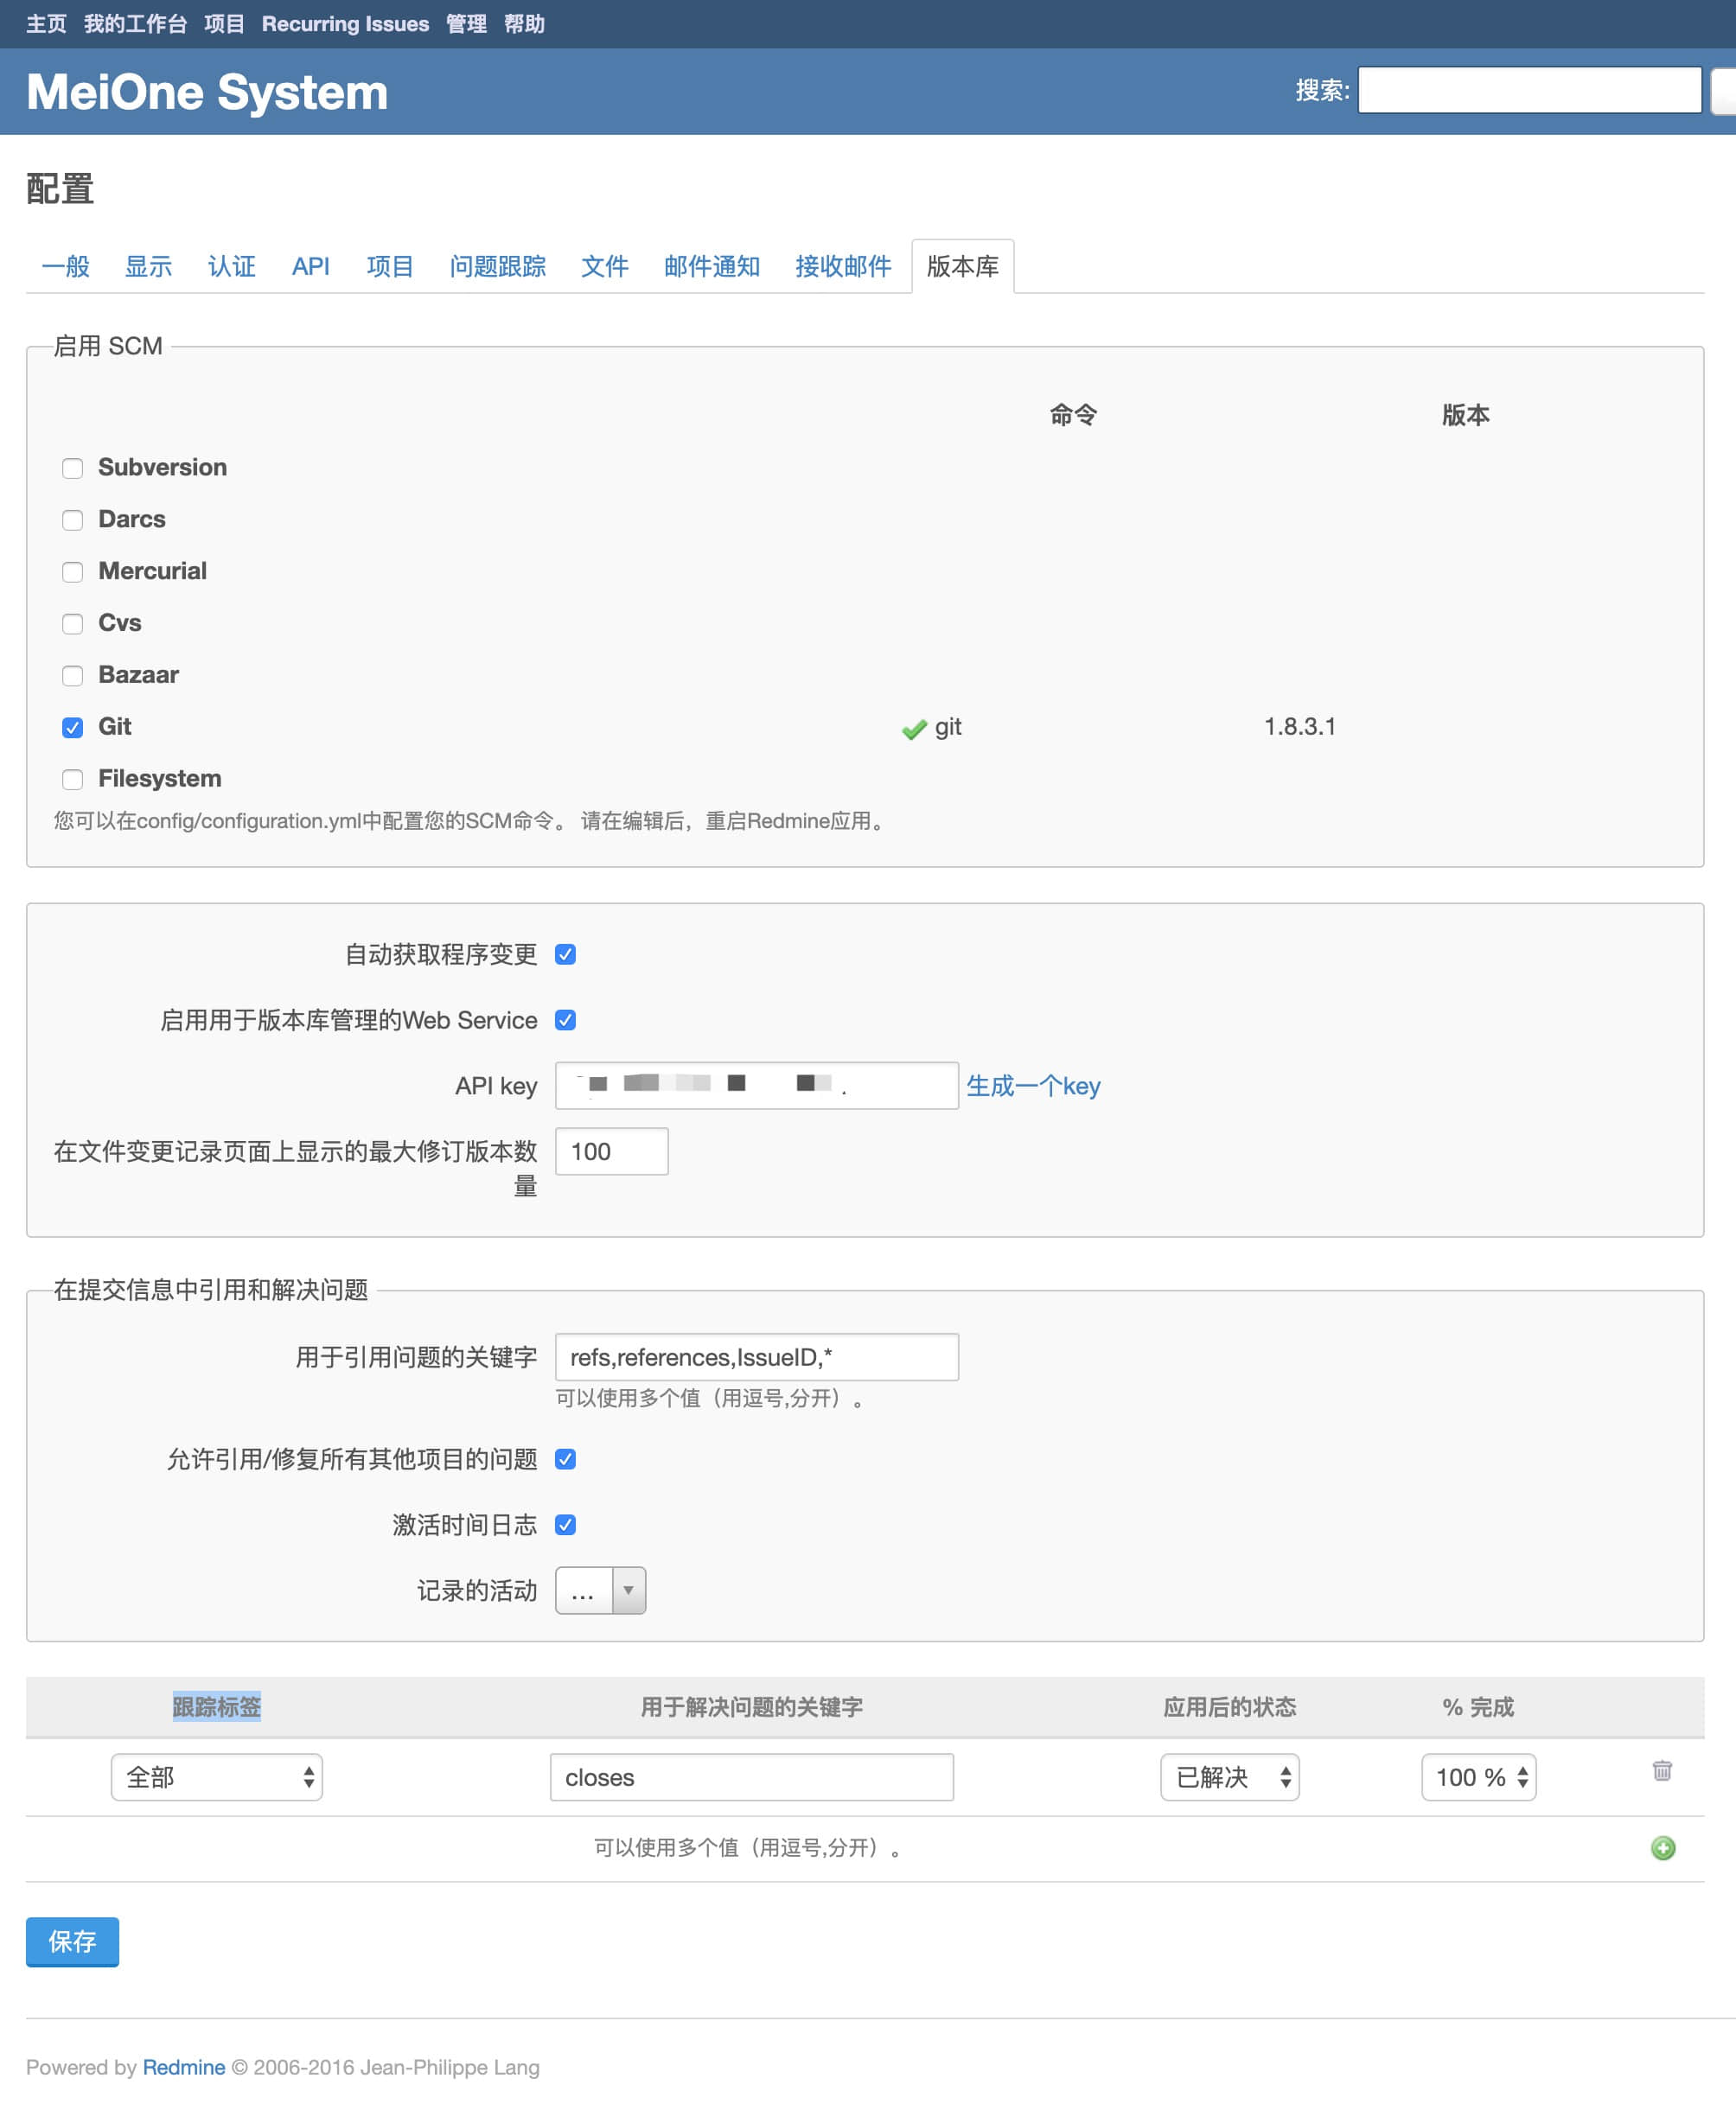 主页 我的工作台 项目 Recurring Issues 管理 帮助
MeiOne System
搜索:
配置
一般 显示 认证 API 项目 问题跟踪 文件 邮件通知 接收邮件 版本库
启用 SCM
命令 版本
Subversion
Darcs
Mercurial
Cvs
Bazaar
Git git 1.8.3.1
Filesystem
您可以在config/configuration.yml中配置您的SCM命令。 请在编辑后，重启Redmine应用。
自动获取程序变更
启用用于版本库管理的Web Service
API key 生成一个key
在文件变更记录页面上显示的最大修订版本数 100
量
在提交信息中引用和解决问题
用于引用问题的关键字 refs,references,IssueID,*
可以使用多个值（用逗号,分开）。
允许引用/修复所有其他项目的问题
激活时间日志
记录的活动 ...
跟踪标签 用于解决问题的关键字 应用后的状态 % 完成
全部 closes 已解决 100 %
可以使用多个值（用逗号,分开）。
保存
Powered by Redmine © 2006-2016 Jean-Philippe Lang